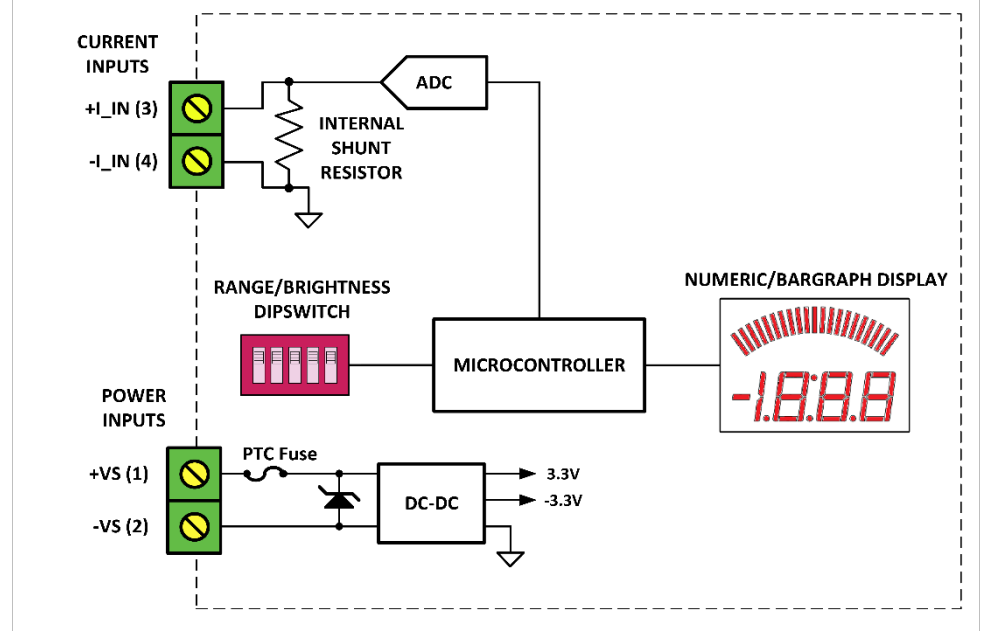 CURRENT
INPUTS
+I_IN (3)
-I_IN (4)
ADC
INTERNAL
SHUNT
RESISTOR
RANGE/BRIGHTNESS
DIPSWITCH
MICROCONTROLLER
NUMERIC/BARGRAPH DISPLAY
-1.8:8.8
POWER
INPUTS
+VS (1)
-VS (2)
PTC Fuse
DC-DC
3.3V
-3.3V